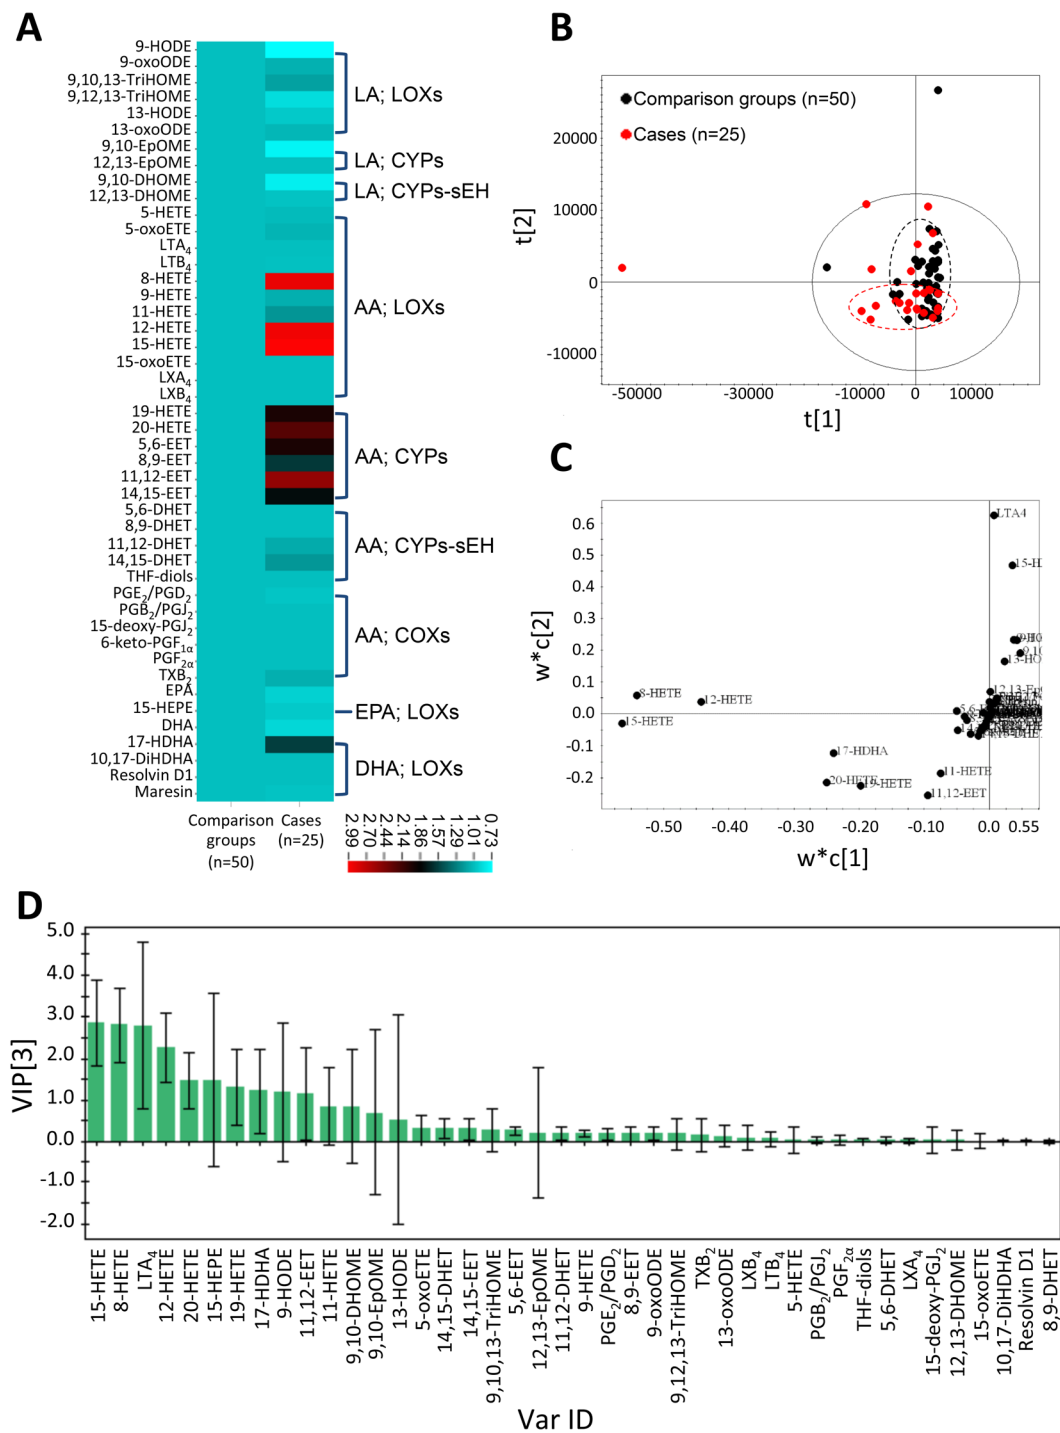 A
9-HODE
9-oxoODE
9,10,13-TriHOME
9,12,13-TriHOME
13-HODE
13-oxoODE
9,10-EpOME
12,13-EpOME
9,10-DHOME
12,13-DHOME
5-HETE
5-oxoETE
LTA4
LTB4
8-HETE
9-HETE
11-HETE
12-HETE
15-HETE
15-oxoETE
LXA4
LXB4
19-HETE
20-HETE
5,6-EET
8,9-EET
11,12-EET
14,15-EET
5,6-DHET
8,9-DHET
11,12-DHET
14,15-DHET
THF-diols
PGE2/PGD2
PGB2/PGJ2
15-deoxy-PGJ2
6-keto-PGF1α
PGF2α
TXB2
EPA
15-HEPE
DHA
17-HDHA
10,17-DiHDHA
Resolvin D1
Maresin
LA; LOXs
LA; CYPs
LA; CYPs-sEH
AA; LOXs
AA; CYPs
AA; CYPs-sEH
AA; COXs
EPA; LOXs
DHA; LOXs
Comparison
groups
(n=50)
Cases
(n=25)
2.99
2.70
2.44
2.14
1.86
1.57
1.29
1.01
0.73
B
Comparison groups (n=50)
Cases (n=25)
20000
10000
0
-10000
t[2]
-50000 -30000 -10000 0 10000
t[1]
C
0.6
0.5
0.4
0.3
0.2
0.1
0.0
-0.1
-0.2
w*c[2]
LTA4
15-H
13-HO
12,13-Ep
8-HETE
12-HETE
15-HETE
17-HDHA
11-HETE
20-HETE
19-HETE
11,12-EET
-0.50 -0.40 -0.30 -0.20 -0.10 0.0 0.55
w*c[1]
D
5.0
4.0
3.0
2.0
1.0
0.0
-1.0
-2.0
VIP[3]
15-HETE
8-HETE
LTA4
12-HETE
20-HETE
15-HEPE
19-HETE
17-HDHA
9-HODE
11,12-EET
11-HETE
9,10-DHOME
9,10-EpOME
13-HODE
5-oxoETE
14,15-DHET
14,15-EET
9,10,13-TriHOME
5,6-EET
12,13-EpOME
11,12-DHET
9-HETE
PGE2/PGD2
8,9-EET
9-oxoODE
9,12,13-TriHOME
TXB2
13-oxoODE
LXB4
LTB4
5-HETE
PGB2/PGJ2
PGF2α
THF-diols
5,6-DHET
LXA4
15-deoxy-PGJ2
12,13-DHOME
15-oxoETE
10,17-DiHDHA
Resolvin D1
8,9-DHET
Var ID